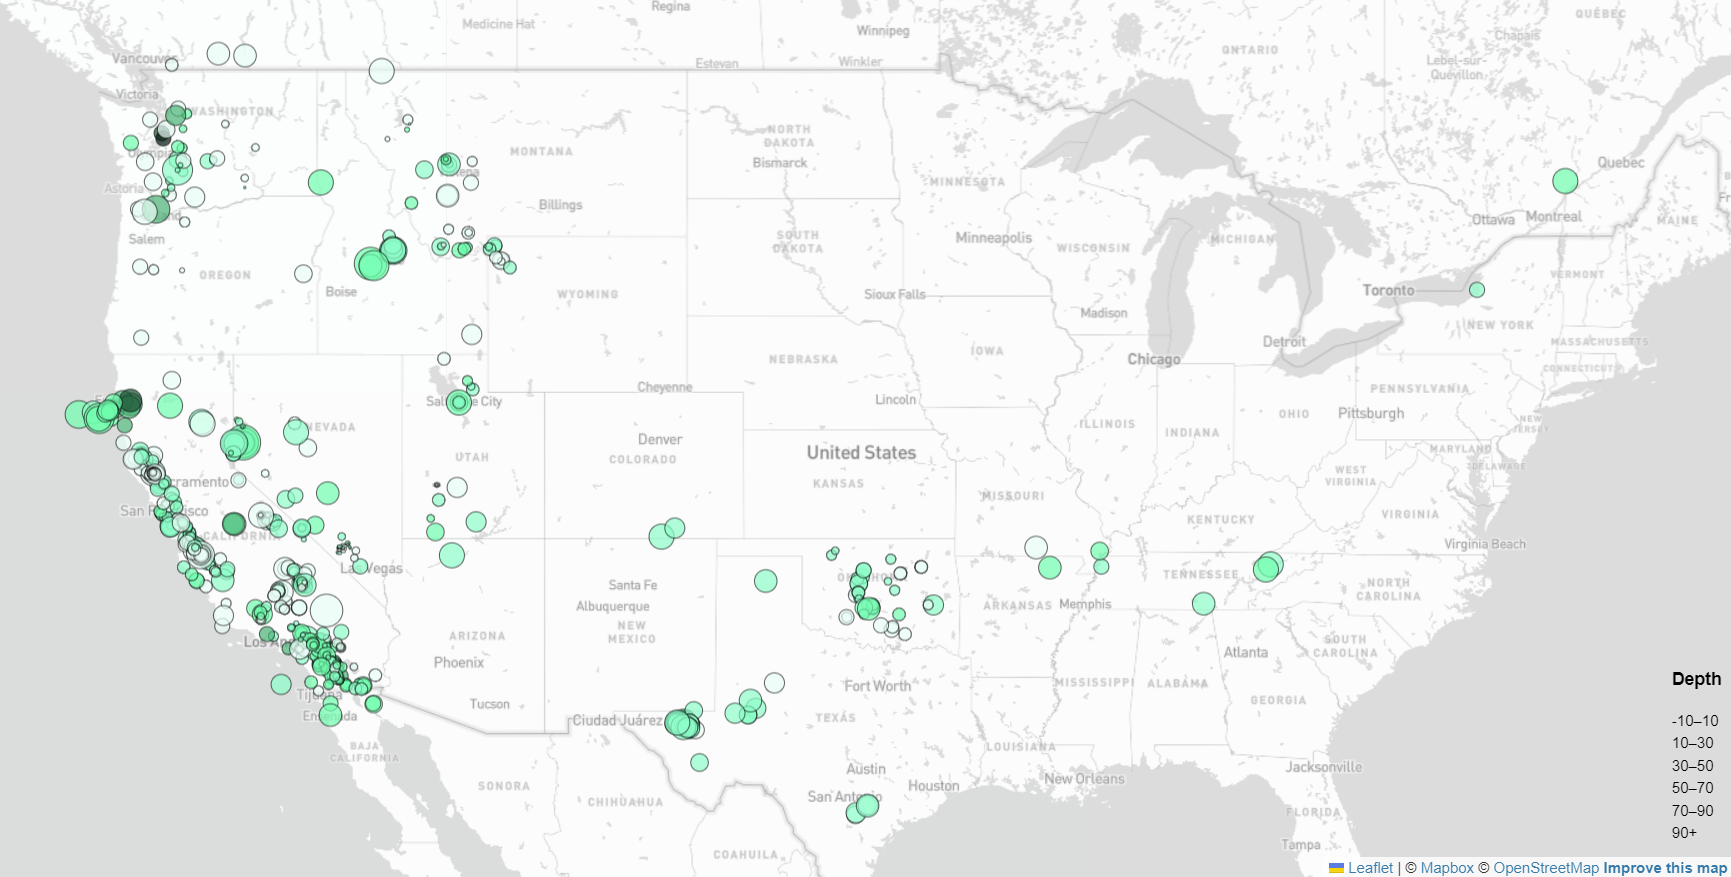 Regina
Medicine Hat
Winnipeg
QUÉBEC
Chapais
ONTARIO
Vancouver
Estevan
Winkler
Lebel-sur-
Quévillon
Victoria
WASHINGTON
NORTH
DAKOTA
MONTANA
Bismarck
Quebec
Olympia
MINNESOTA
Astoria
Billings
Ottawa
Montreal
MAINE
Salem
SOUTH
DAKOTA
Minneapolis
WISCONSIN
MICHIGAN
OREGON
VERMONT
Boise
WYOMING
Sioux Falls
Toronto
Madison
NEW YORK
Detroit
MASSACHUSETTS
IOWA
Chicago
NEBRASKA
CONNECTICUT
Cheyenne
PENNSYLVANIA
Salt Lake City
Lincoln
OHIO
Pittsburgh
NEVADA
ILLINOIS
INDIANA
NEW
JERSEY
Denver
COLORADO
United States
MARYLAND
UTAH
DELAWARE
WEST
VIRGINIA
Sacramento
KANSAS
MISSOURI
San Francisco
KENTUCKY
VIRGINIA
CALIFORNIA
Virginia Beach
Las Vegas
TENNESSEE
OKLAHOMA
Santa Fe
NORTH
CAROLINA
Albuquerque
ARKANSAS
Memphis
NEW
MEXICO
ARIZONA
Los Angeles
SOUTH
CAROLINA
Atlanta
Phoenix
Depth
Tijuana
Fort Worth
MISSISSIPPI
ALABAMA
GEORGIA
Tucson
Ensenada
Ciudad Juárez
TEXAS
-10–10
10–30
BAJA
CALIFORNIA
LOUISIANA
30–50
Austin
New Orleans
Jacksonville
SONORA
Houston
50–70
CHIHUAHUA
San Antonio
70–90
FLORIDA
90+
Tampa
COAHUILA
Leaflet | © Mapbox © OpenStreetMap Improve this map